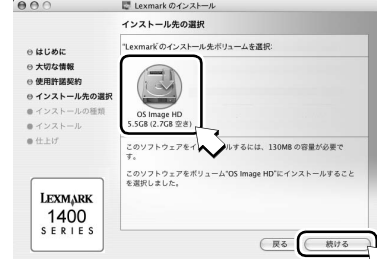 Lexmark のインストール
インストール先の選択
はじめに
大切な情報
使用許諾契約
インストール先の選択
インストールの種類
インストール
仕上げ
"Lexmark"のインストール先ボリュームを選択:
OS Image HD
5.5GB (2.7GB 空き)
このソフトウェアをイ ルするには、130MB の容量が必要で
す。
このソフトウェアをボリューム"OS Image HD"にインストールすること
を選択しました。
LEXMARK
1400
SERIES
戻る
続ける